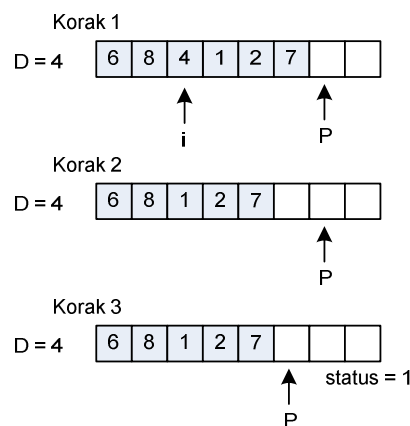 Korak 1
D = 4 6 8 4 1 2 7
i P
Korak 2
D = 4 6 8 1 2 7
P
Korak 3
D = 4 6 8 1 2 7
status = 1
P